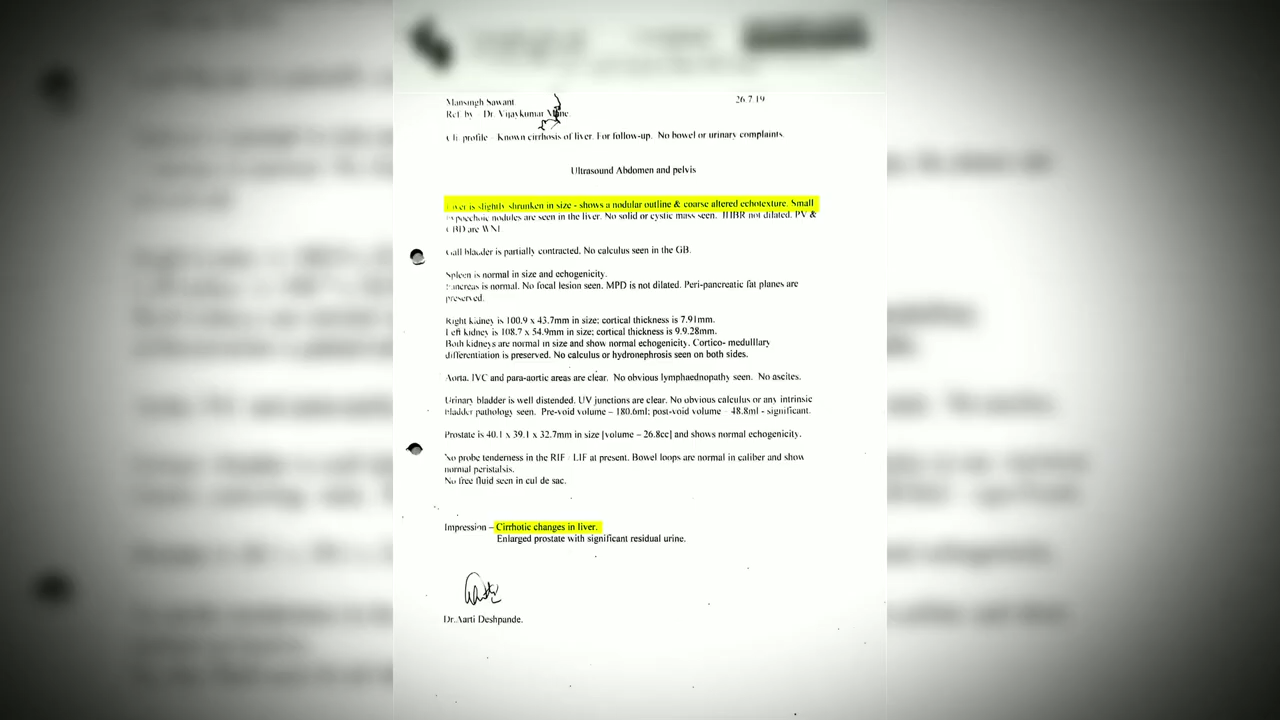 Mansingh Sawant
26 7 19
Ref by Dr. Vijaykumar
profile - Known cirrhosis of liver. For follow-up. No bowel or urinary complaints.
Ultrasound Abdomen and pelvis
Liver is slightly shrunken in size - shows a nodular outline & coarse altered echotexture. Small
nodules are seen in the liver. No solid or cystic mass seen. IHBR not dilated. PV &
CBD are WNL
Gall bladder is partially contracted. No calculus seen in the GB.
Spleen is normal in size and echogenicity.
Pancreas is normal. No focal lesion seen. MPD is not dilated. Peri-pancreatic fat planes are
preserved.
Right kidney is 100.9 x 43.7mm in size; cortical thickness is 7.91mm.
Left kidney is 108.7 x 54.9mm in size; cortical thickness is 9.9.28mm.
Both kidneys are normal in size and show normal echogenicity. Cortico- medulllary
differentiation is preserved. No calculus or hydronephrosis seen on both sides.
Aorta. IVC and para-aortic areas are clear. No obvious lymphaednopathy seen. No ascites.
Urinary bladder is well distended. UV junctions are clear. No obvious calculus or any intrinsic
bladder pathology seen. Pre-void volume – 180.6ml; post-void volume - 48.8ml - significant.
Prostate is 40.1 x 39.1 x 32.7mm in size [volume – 26.8cc] and shows normal echogenicity.
No probe tenderness in the RIF / LIF at present. Bowel loops are normal in caliber and show
normal peristalsis.
No free fluid seen in cul de sac.
Impression – Cirrhotic changes in liver.
Enlarged prostate with significant residual urine.
Dr.Aarti Deshpande.